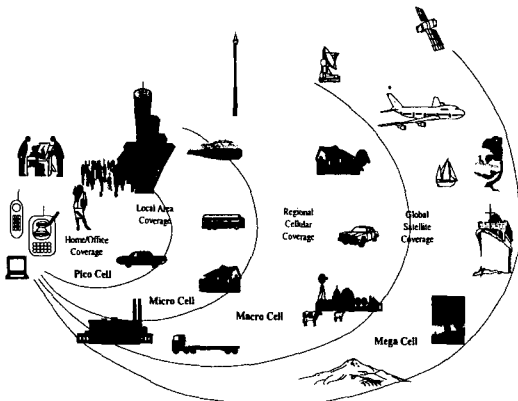 Local Area
Coverage
Home/Office
Coverage
Pico Cell
Micro Cell
Regional
Cellular
Coverage
Macro Cell
Global
Satellite
Coverage
Mega Cell